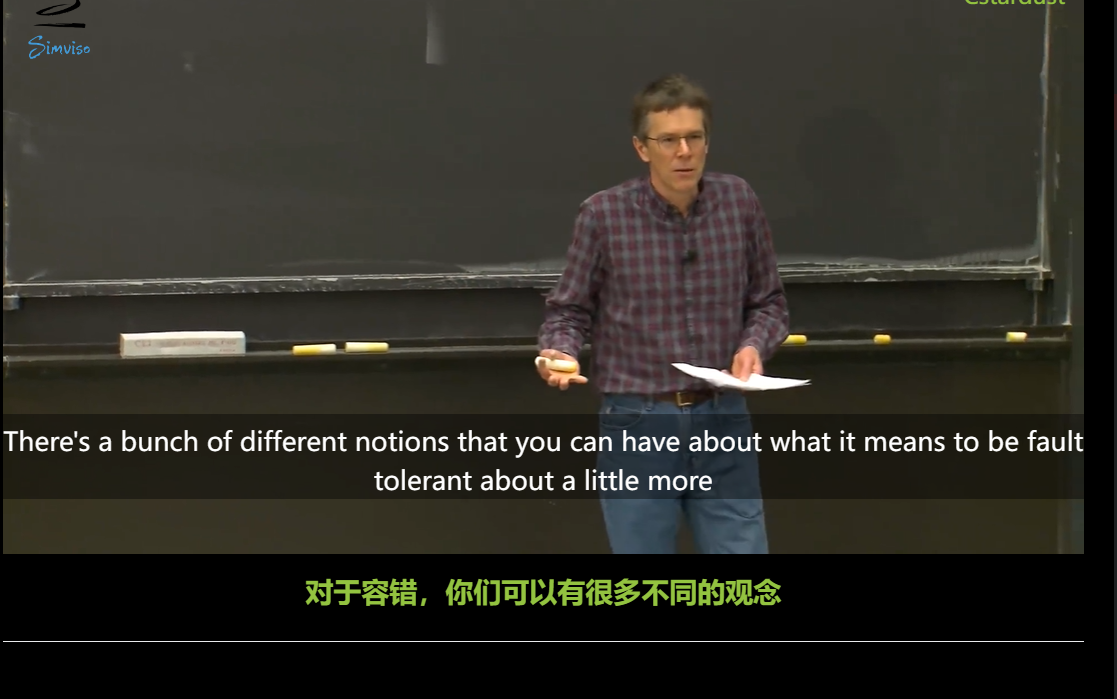 Cstardust
Simviso
There's a bunch of different notions that you can have about what it means to be fault
tolerant about a little more
对于容错，你们可以有很多不同的观念